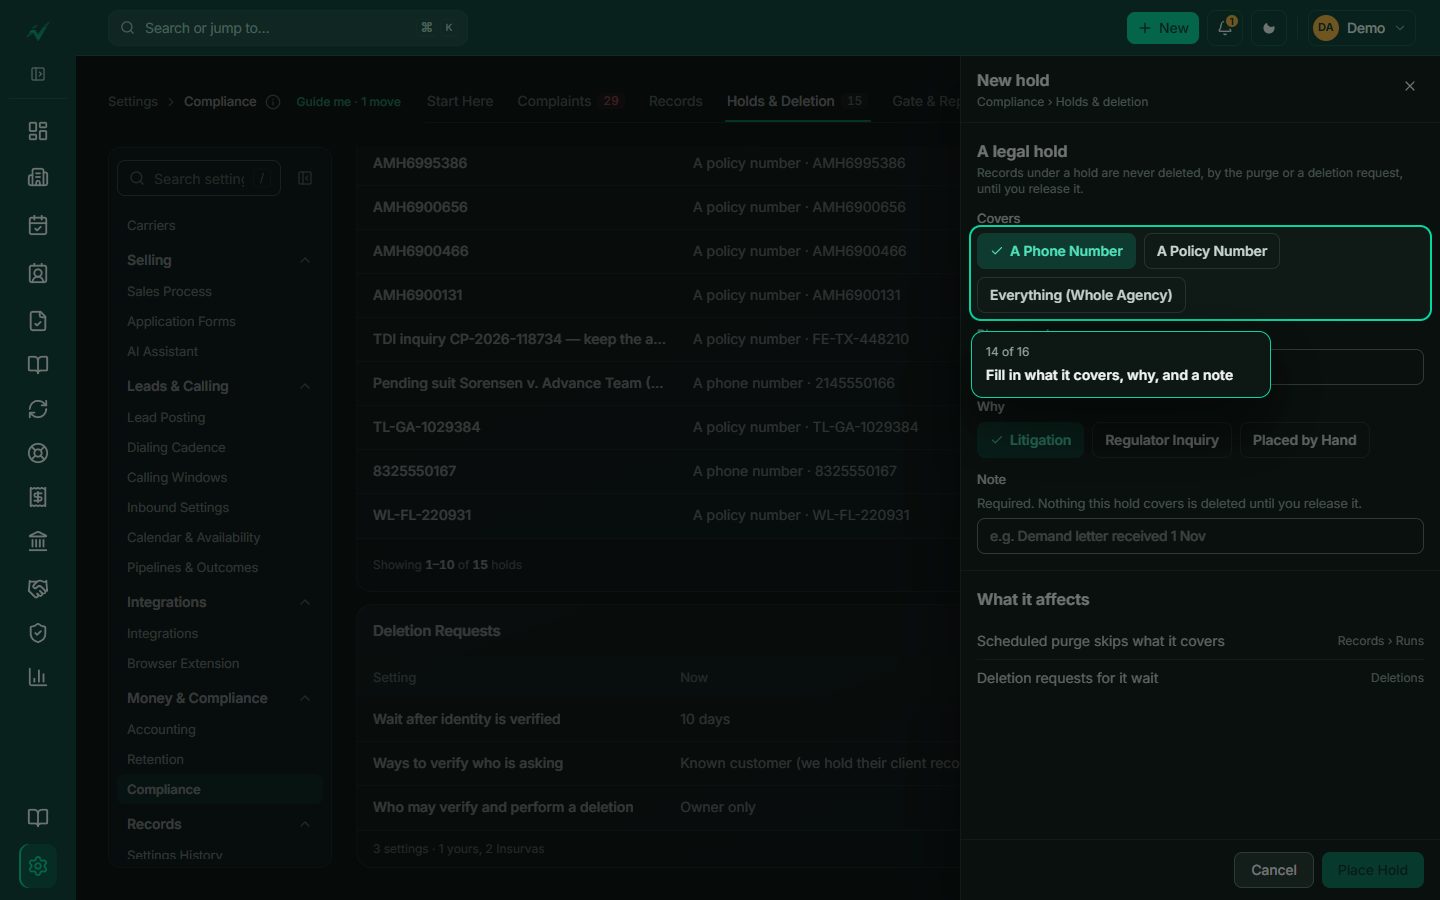 Search or jump to...
⌘ K
New
1
DA
Demo
Settings > Compliance
Guide me · 1 move
Start Here
Complaints 29
Records
Holds & Deletion 15
Gate & Rep
Search setting
/
Carriers
Selling
Sales Process
Application Forms
AI Assistant
Leads & Calling
Lead Posting
Dialing Cadence
Calling Windows
Inbound Settings
Calendar & Availability
Pipelines & Outcomes
Integrations
Integrations
Browser Extension
Money & Compliance
Accounting
Retention
Compliance
Records
Settings History
AMH6995386 A policy number · AMH6995386
AMH6900656 A policy number · AMH6900656
AMH6900466 A policy number · AMH6900466
AMH6900131 A policy number · AMH6900131
TDI inquiry CP-2026-118734 — keep the a... A policy number · FE-TX-448210
Pending suit Sorensen v. Advance Team (... A phone number · 2145550166
TL-GA-1029384 A policy number · TL-GA-1029384
8325550167 A phone number · 8325550167
WL-FL-220931 A policy number · WL-FL-220931
Showing 1–10 of 15 holds
Deletion Requests
Setting Now
Wait after identity is verified 10 days
Ways to verify who is asking Known customer (we hold their client reco
Who may verify and perform a deletion Owner only
3 settings · 1 yours, 2 Insurvas
New hold
Compliance › Holds & deletion
A legal hold
Records under a hold are never deleted, by the purge or a deletion request,
until you release it.
Covers
A Phone Number
A Policy Number
Everything (Whole Agency)
14 of 16
Fill in what it covers, why, and a note
Why
Litigation
Regulator Inquiry
Placed by Hand
Note
Required. Nothing this hold covers is deleted until you release it.
e.g. Demand letter received 1 Nov
What it affects
Scheduled purge skips what it covers Records › Runs
Deletion requests for it wait Deletions
Cancel
Place Hold